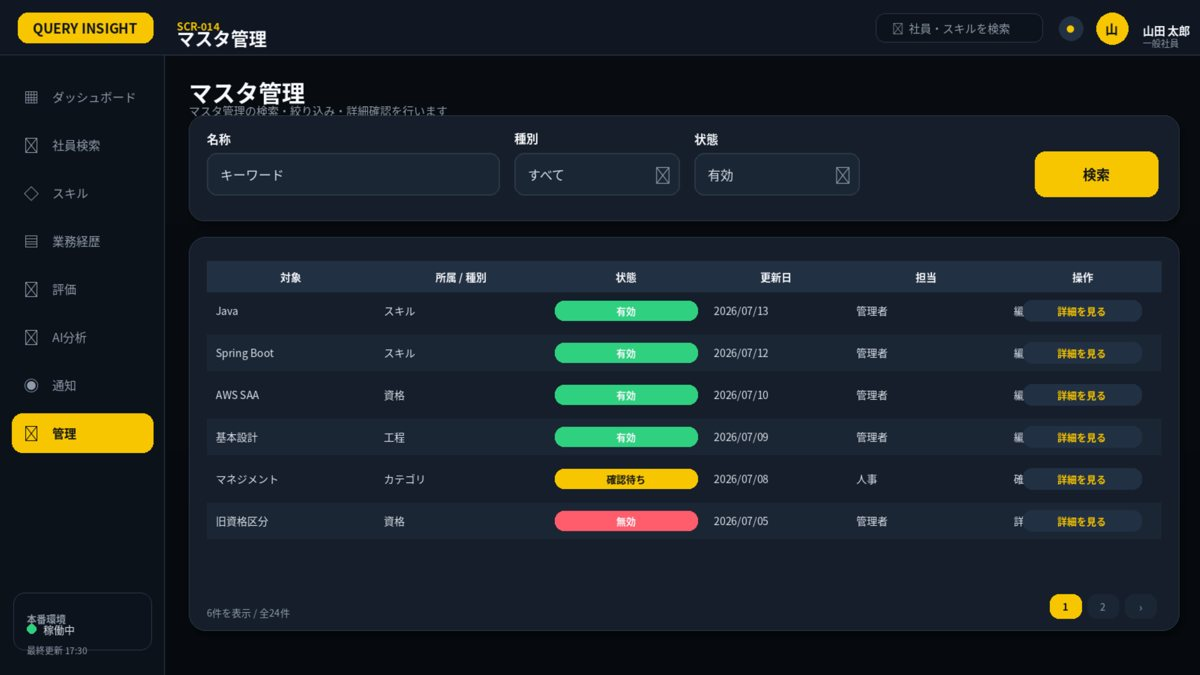 QUERY INSIGHT
SCR-014
マスタ管理
社員・スキルを検索
山
山田 太郎
一般社員
ダッシュボード
社員検索
スキル
業務経歴
評価
AI分析
通知
管理
本番環境
稼働中
最終更新 17:30
マスタ管理
マスタ管理の検索・絞り込み・詳細確認を行います
名称 種別 状態
キーワード すべて 有効 検索
対象 所属 / 種別 状態 更新日 担当 操作
Java スキル 有効 2026/07/13 管理者 編 詳細を見る
Spring Boot スキル 有効 2026/07/12 管理者 編 詳細を見る
AWS SAA 資格 有効 2026/07/10 管理者 編 詳細を見る
基本設計 工程 有効 2026/07/09 管理者 編 詳細を見る
マネジメント カテゴリ 確認待ち 2026/07/08 人事 確 詳細を見る
旧資格区分 資格 無効 2026/07/05 管理者 詳 詳細を見る
6件を表示 / 全24件
1 2 ›